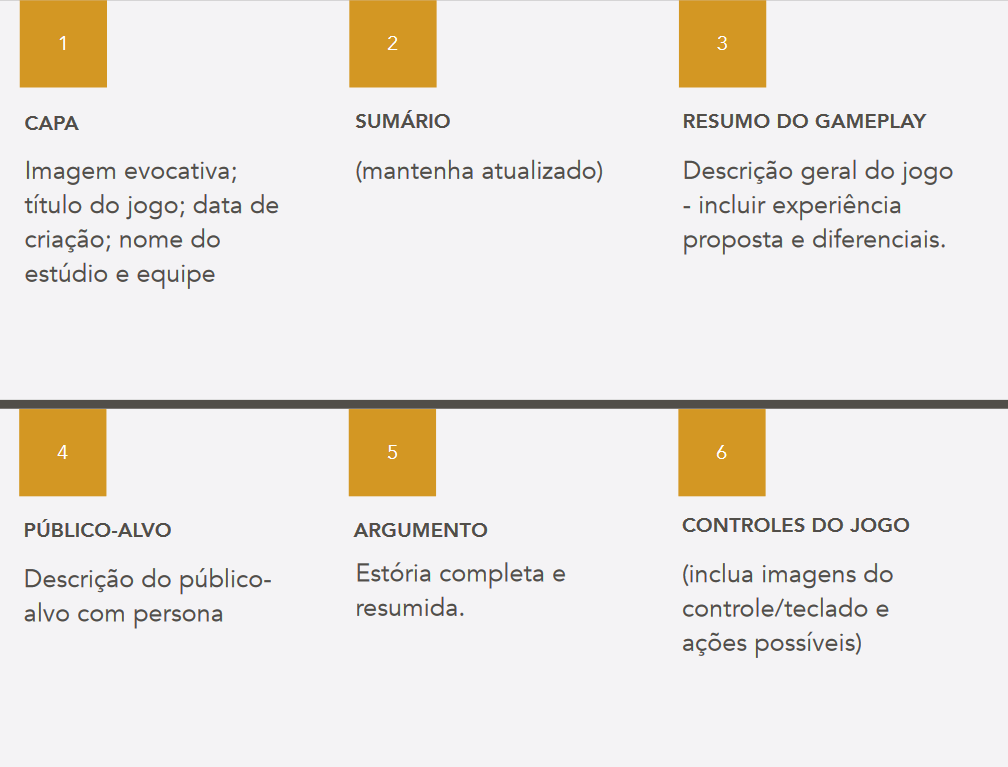 1
CAPA
Imagem evocativa;
título do jogo; data de
criação; nome do
estúdio e equipe
2
SUMÁRIO
(mantenha atualizado)
3
RESUMO DO GAMEPLAY
Descrição geral do jogo
- incluir experiência
proposta e diferenciais.
4
PÚBLICO-ALVO
Descrição do público-
alvo com persona
5
ARGUMENTO
Estória completa e
resumida.
6
CONTROLES DO JOGO
(inclua imagens do
controle/teclado e
ações possíveis)